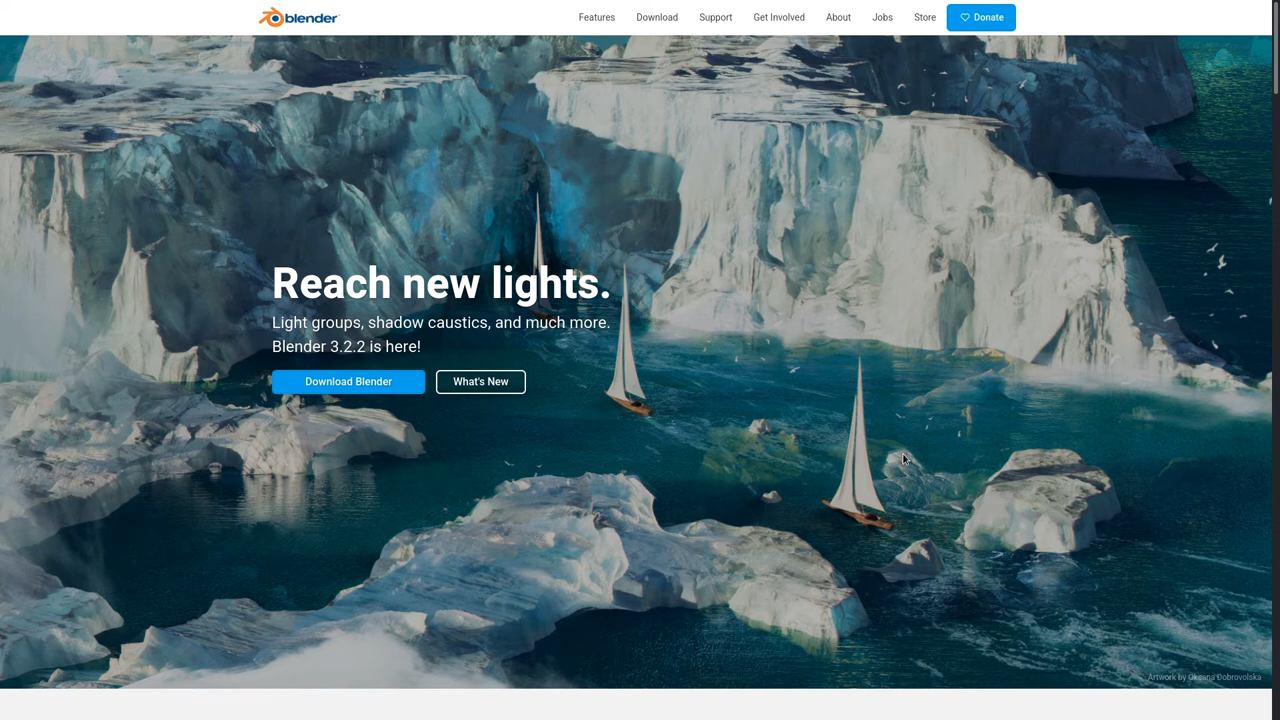 blender
Features
Download
Support
Get Involved
About
Jobs
Store
Donate
Reach new lights.
Light groups, shadow caustics, and much more.
Blender 3.2.2 is here!
Download Blender
What's New
Artwork by Oksana Dobrovolska